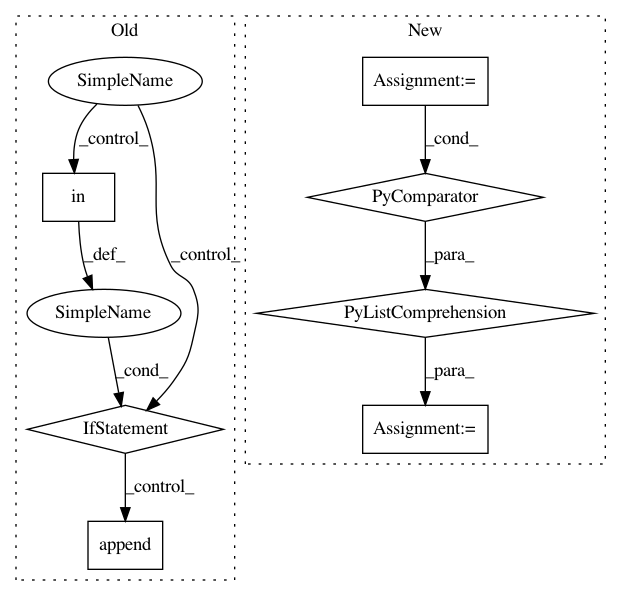 Old
SimpleName
_control_
in
_control_
_def_
SimpleName
_cond_
IfStatement
_control_
append
New
Assignment:=
_cond_
PyComparator
_para_
PyListComprehension
_para_
Assignment:=